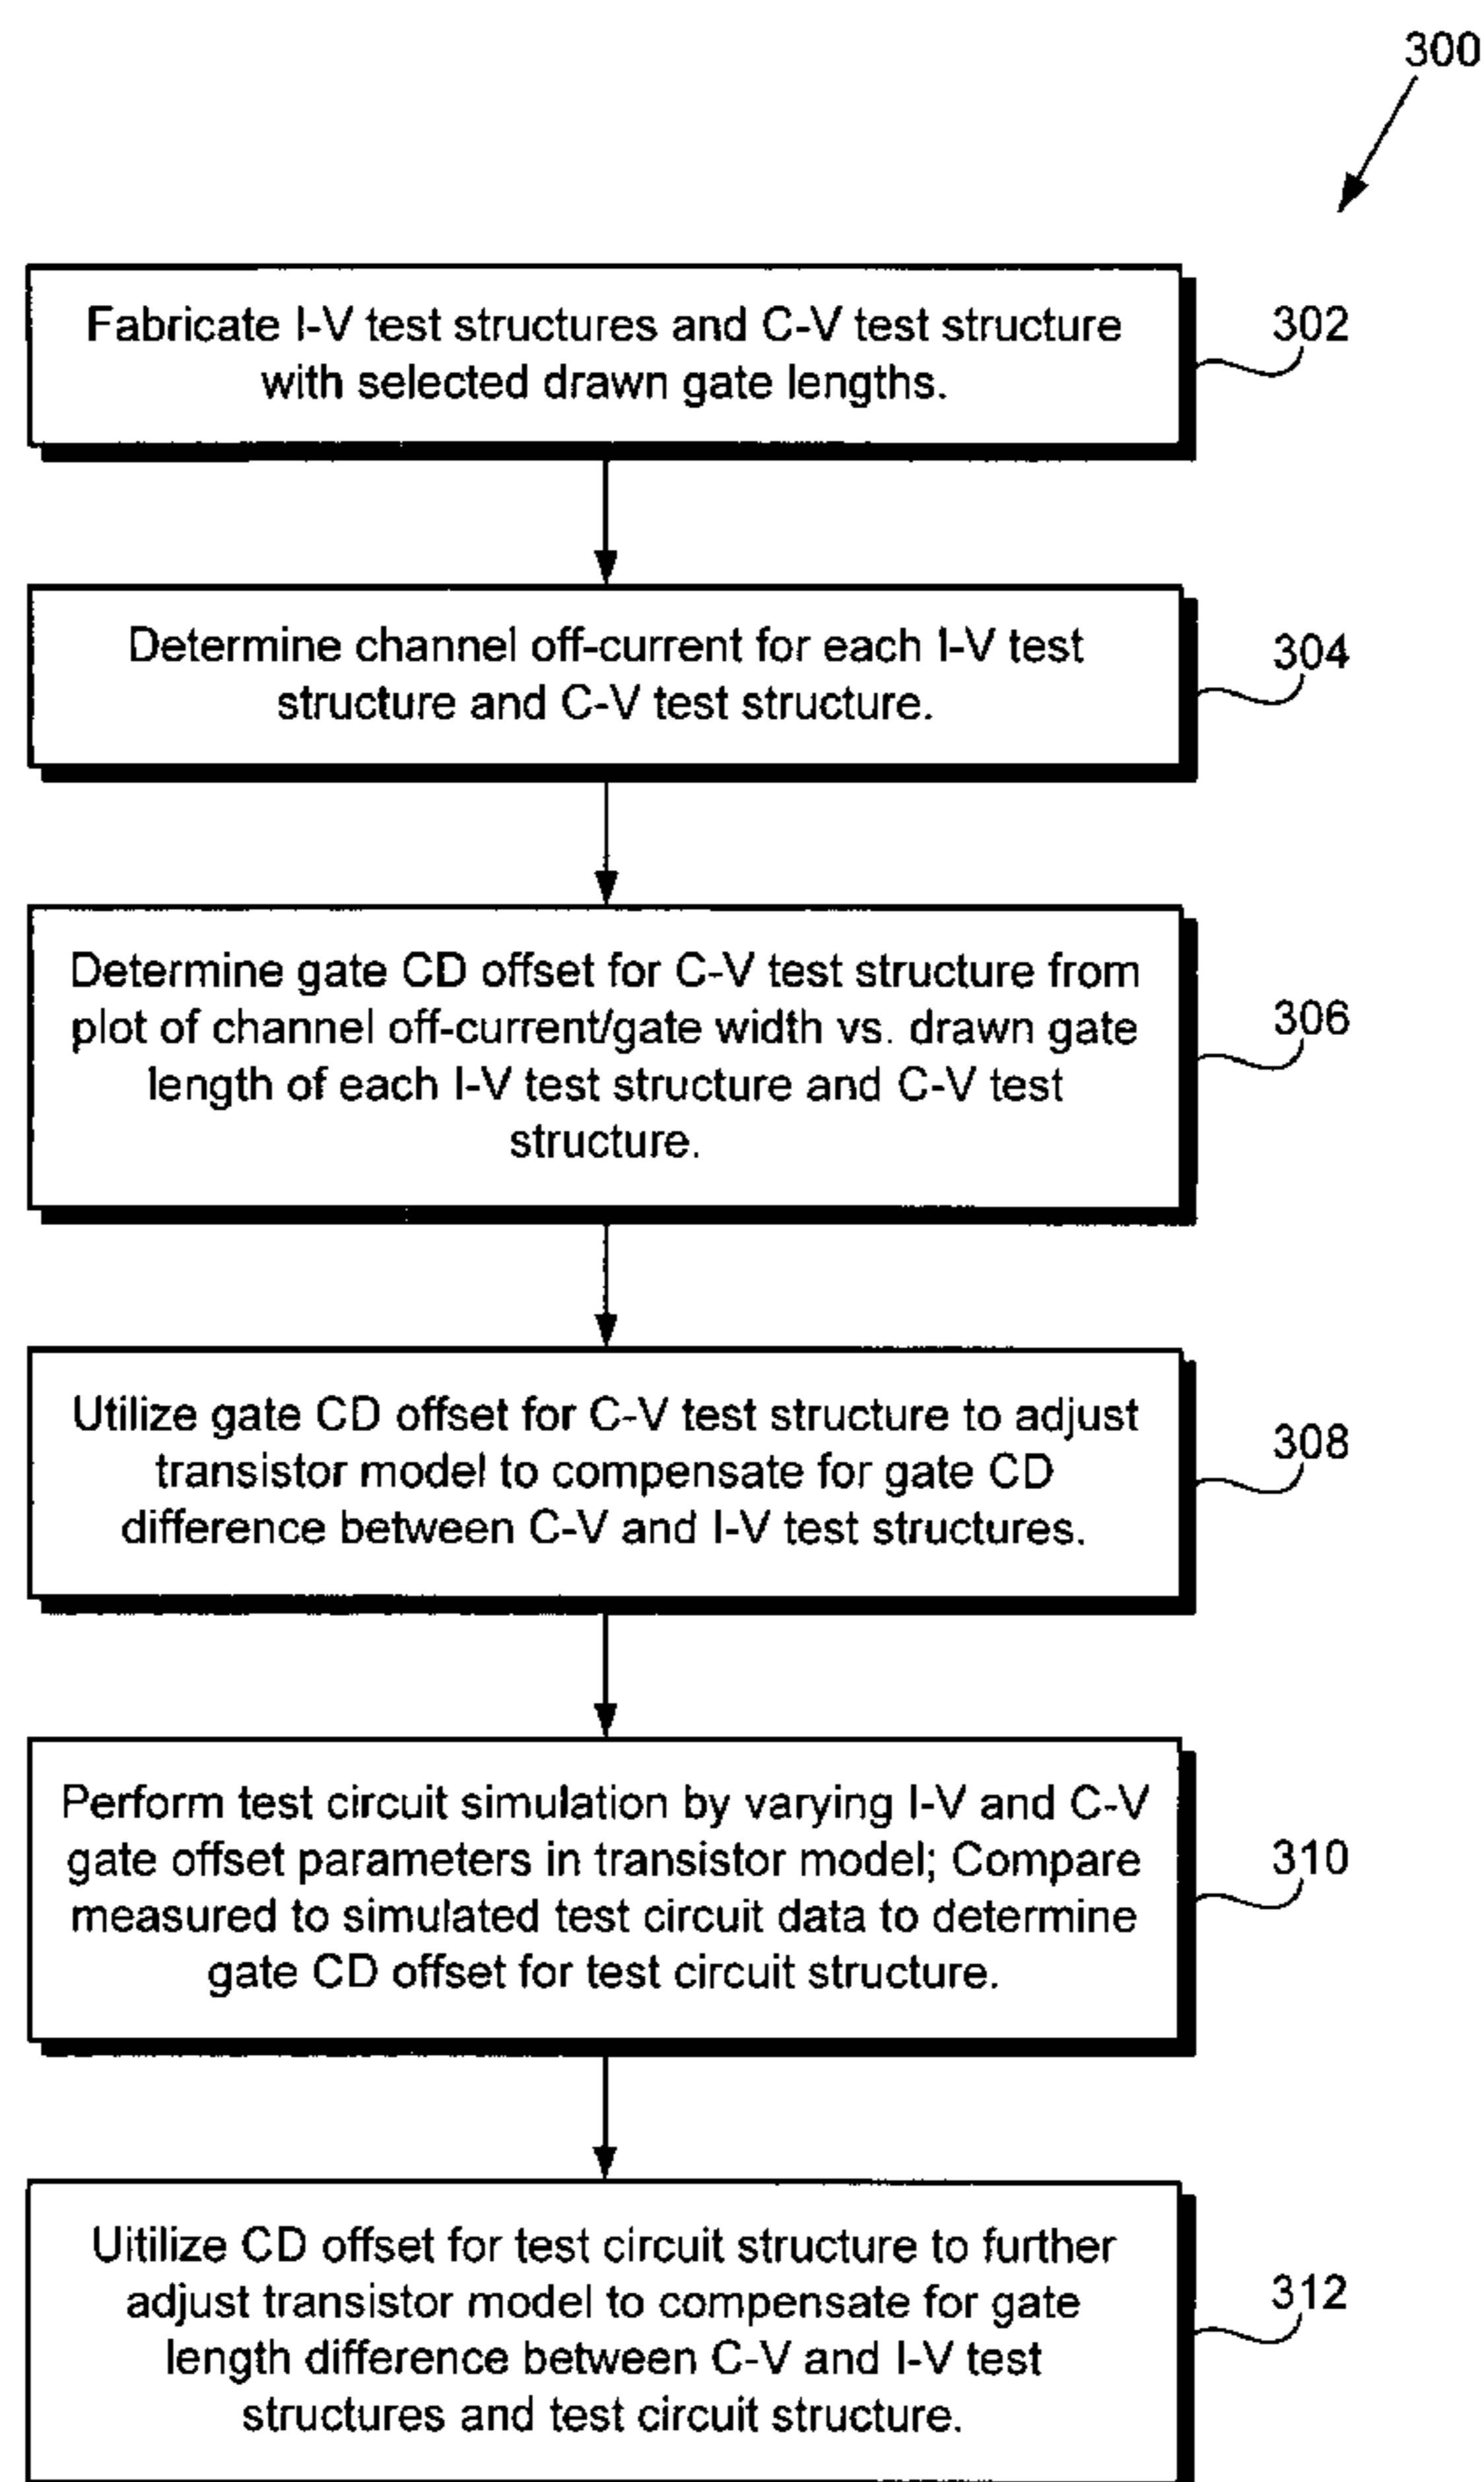 300
Fabricate I-V test structures and C-V test structure
with selected drawn gate lengths.
302
Determine channel off-current for each I-V test
structure and C-V test structure.
304
Determine gate CD offset for C-V test structure from
plot of channel off-current/gate width vs. drawn gate
length of each I-V test structure and C-V test
structure.
306
Utilize gate CD offset for C-V test structure to adjust
transistor model to compensate for gate CD
difference between C-V and I-V test structures.
308
Perform test circuit simulation by varying I-V and C-V
gate offset parameters in transistor model; Compare
measured to simulated test circuit data to determine
gate CD offset for test circuit structure.
310
Uitilize CD offset for test circuit structure to further
adjust transistor model to compensate for gate
length difference between C-V and I-V test
structures and test circuit structure.
312